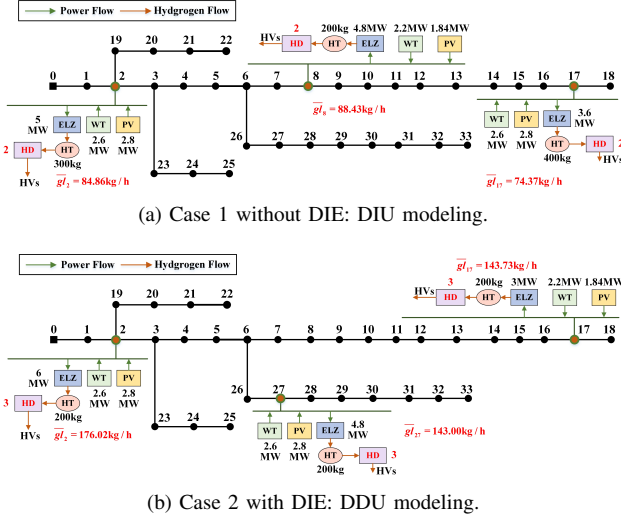 Power Flow Hydgrogen Flow
19 20 21 22
2 200kg 4.8MW 2.2MW 1.84MW
HVs HD HT ELZ WT PV
0 1 2 3 4 5 6 7 8 9 10 11 12 13 14 15 16 17 18
gl₈ = 88.43kg / h
5 MW ELZ WT PV
2 HD HT 2.6 MW 2.8 MW
HVs 300kg
gl₂ = 84.86kg / h
23 24 25
26 27 28 29 30 31 32 33
WT PV ELZ 3.6 MW
2.6 MW 2.8 MW HT HD 2
400kg HVs
gl₁₇ = 74.37kg / h
(a) Case 1 without DIE: DIU modeling.
Power Flow Hydgrogen Flow
gl₁₇ = 143.73kg / h
19 20 21 22
3 200kg 3MW 2.2MW 1.84MW
HVs HD HT ELZ WT PV
0 1 2 3 4 5 6 7 8 9 10 11 12 13 14 15 16 17 18
6 MW ELZ WT PV
3 HD HT 2.6 MW 2.8 MW
HVs 200kg
gl₂ = 176.02kg / h
23 24 25
26 27 28 29 30 31 32 33
WT PV ELZ 4.8 MW
2.6 MW 2.8 MW HT HD 3
200kg HVs
gl₂₇ = 143.00kg / h
(b) Case 2 with DIE: DDU modeling.